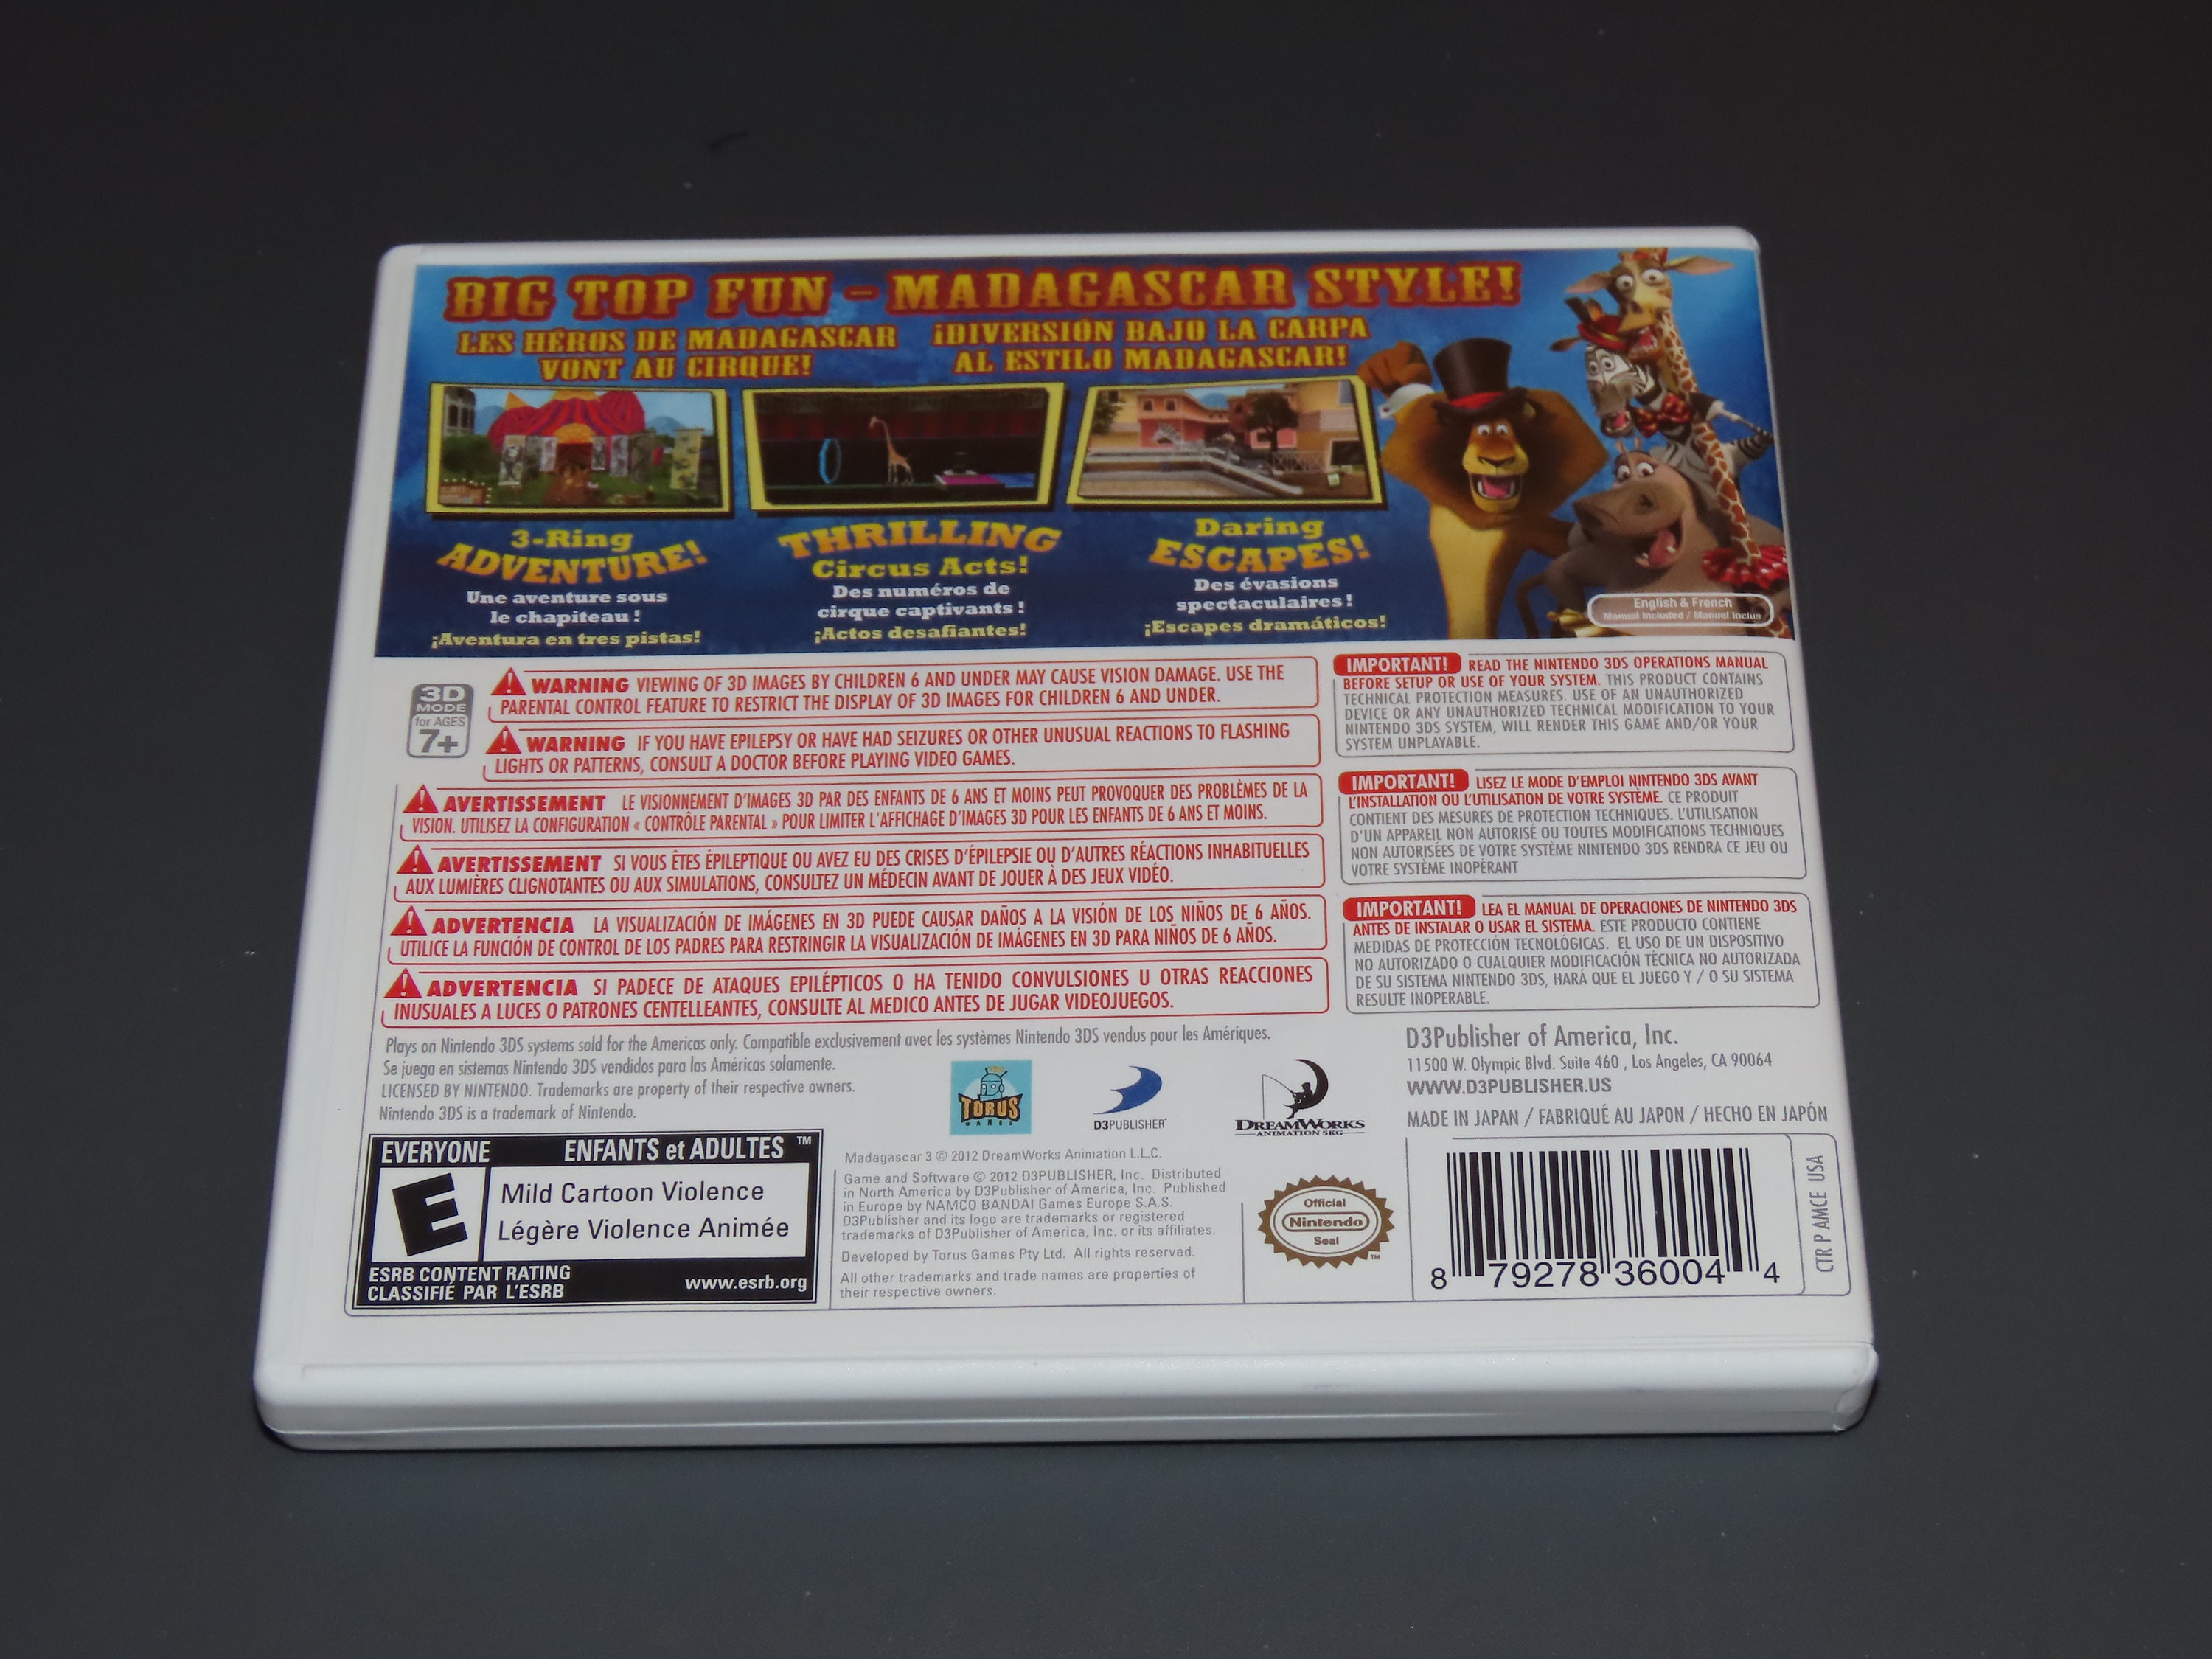 BIG TOP FUN - MADAGASCAR STYLE!
LES HÉROS DE MADAGASCAR
VONT AU CIRQUE!
¡DIVERSIÓN BAJO LA CARPA
AL ESTILO MADAGASCAR!
3-Ring
ADVENTURE!
Une aventure sous
le chapiteau !
¡Aventura en tres pistas!
THRILLING
Circus Acts!
Des numéros de
cirque captivants !
¡Actos desafiantes!
Daring
ESCAPES!
Des évasions
spectaculaires !
¡Escapes dramáticos!
English & French
Manual Included / Manuel Inclus
3D
MODE
for AGES
7+
WARNING VIEWING OF 3D IMAGES BY CHILDREN 6 AND UNDER MAY CAUSE VISION DAMAGE. USE THE
PARENTAL CONTROL FEATURE TO RESTRICT THE DISPLAY OF 3D IMAGES FOR CHILDREN 6 AND UNDER.
WARNING IF YOU HAVE EPILEPSY OR HAVE HAD SEIZURES OR OTHER UNUSUAL REACTIONS TO FLASHING
LIGHTS OR PATTERNS, CONSULT A DOCTOR BEFORE PLAYING VIDEO GAMES.
AVERTISSEMENT LE VISIONNEMENT D'IMAGES 3D PAR DES ENFANTS DE 6 ANS ET MOINS PEUT PROVOQUER DES PROBLÈMES DE LA
VISION. UTILISEZ LA CONFIGURATION « CONTRÔLE PARENTAL » POUR LIMITER L'AFFICHAGE D'IMAGES 3D POUR LES ENFANTS DE 6 ANS ET MOINS.
AVERTISSEMENT SI VOUS ÊTES ÉPILEPTIQUE OU AVEZ EU DES CRISES D'ÉPILEPSIE OU D'AUTRES RÉACTIONS INHABITUELLES
AUX LUMIÈRES CLIGNOTANTES OU AUX SIMULATIONS, CONSULTEZ UN MÉDECIN AVANT DE JOUER À DES JEUX VIDÉO.
ADVERTENCIA LA VISUALIZACIÓN DE IMÁGENES EN 3D PUEDE CAUSAR DAÑOS A LA VISIÓN DE LOS NIÑOS DE 6 AÑOS.
UTILICE LA FUNCIÓN DE CONTROL DE LOS PADRES PARA RESTRINGIR LA VISUALIZACIÓN DE IMÁGENES EN 3D PARA NIÑOS DE 6 AÑOS.
ADVERTENCIA SI PADECE DE ATAQUES EPILÉPTICOS O HA TENIDO CONVULSIONES U OTRAS REACCIONES
INUSUALES A LUCES O PATRONES CENTELLEANTES, CONSULTE AL MEDICO ANTES DE JUGAR VIDEOJUEGOS.
IMPORTANT! READ THE NINTENDO 3DS OPERATIONS MANUAL
BEFORE SETUP OR USE OF YOUR SYSTEM. THIS PRODUCT CONTAINS
TECHNICAL PROTECTION MEASURES. USE OF AN UNAUTHORIZED
DEVICE OR ANY UNAUTHORIZED TECHNICAL MODIFICATION TO YOUR
NINTENDO 3DS SYSTEM, WILL RENDER THIS GAME AND/OR YOUR
SYSTEM UNPLAYABLE.
IMPORTANT! LISEZ LE MODE D'EMPLOI NINTENDO 3DS AVANT
L'INSTALLATION OU L'UTILISATION DE VOTRE SYSTÈME. CE PRODUIT
CONTIENT DES MESURES DE PROTECTION TECHNIQUES. L'UTILISATION
D'UN APPAREIL NON AUTORISÉ OU TOUTES MODIFICATIONS TECHNIQUES
NON AUTORISÉES DE VOTRE SYSTÈME NINTENDO 3DS RENDRA CE JEU OU
VOTRE SYSTÈME INOPÉRANT
IMPORTANT! LEA EL MANUAL DE OPERACIONES DE NINTENDO 3DS
ANTES DE INSTALAR O USAR EL SISTEMA. ESTE PRODUCTO CONTIENE
MEDIDAS DE PROTECCIÓN TECNOLÓGICAS. EL USO DE UN DISPOSITIVO
NO AUTORIZADO O CUALQUIER MODIFICACIÓN TÉCNICA NO AUTORIZADA
DE SU SISTEMA NINTENDO 3DS, HARÁ QUE EL JUEGO Y / O SU SISTEMA
RESULTE INOPERABLE.
Plays on Nintendo 3DS systems sold for the Americas only. Compatible exclusivement avec les systèmes Nintendo 3DS vendus pour les Amériques.
Se juega en sistemas Nintendo 3DS vendidos para las Américas solamente.
LICENSED BY NINTENDO. Trademarks are property of their respective owners.
Nintendo 3DS is a trademark of Nintendo.
TORUS
GAMES
D3PUBLISHER
DREAMWORKS
ANIMATION SKG
D3Publisher of America, Inc.
11500 W. Olympic Blvd. Suite 460 , Los Angeles, CA 90064
WWW.D3PUBLISHER.US
MADE IN JAPAN / FABRIQUÉ AU JAPON / HECHO EN JAPÓN
EVERYONE ENFANTS et ADULTES ™
E
Mild Cartoon Violence
Légère Violence Animée
ESRB CONTENT RATING
CLASSIFIÉ PAR L'ESRB
www.esrb.org
Madagascar 3 © 2012 DreamWorks Animation L.L.C.
Game and Software © 2012 D3PUBLISHER, Inc. Distributed
in North America by D3Publisher of America, Inc. Published
in Europe by NAMCO BANDAI Games Europe S.A.S.
D3Publisher and its logo are trademarks or registered
trademarks of D3Publisher of America, Inc. or its affiliates.
Developed by Torus Games Pty Ltd. All rights reserved.
All other trademarks and trade names are properties of
their respective owners.
Official
Nintendo
Seal
™
8 79278 36004 4
CTR P AMCE USA